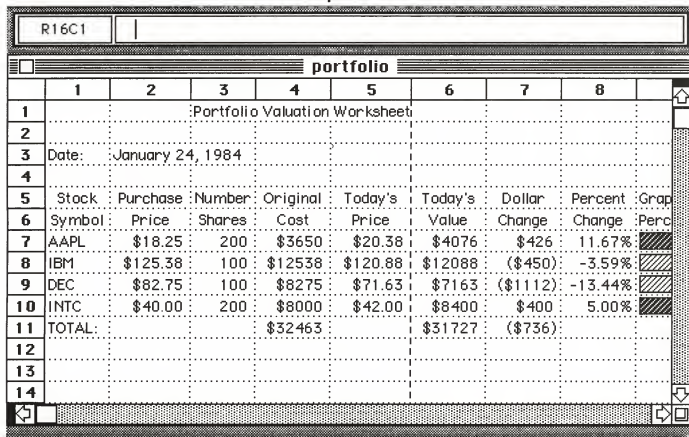 R16C1
portfolio
1 2 3 4 5 6 7 8
1 Portfolio Valuation Worksheet
2
3 Date: January 24, 1984
4
5 Stock Purchase Number Original Today's Today's Dollar Percent Grap
6 Symbol Price Shares Cost Price Value Change Change Perc
7 AAPL $18.25 200 $3650 $20.38 $4076 $426 11.67%
8 IBM $125.38 100 $12538 $120.88 $12088 ($450) -3.59%
9 DEC $82.75 100 $8275 $71.63 $7163 ($1112) -13.44%
10 INTC $40.00 200 $8000 $42.00 $8400 $400 5.00%
11 TOTAL: $32463 $31727 ($736)
12
13
14